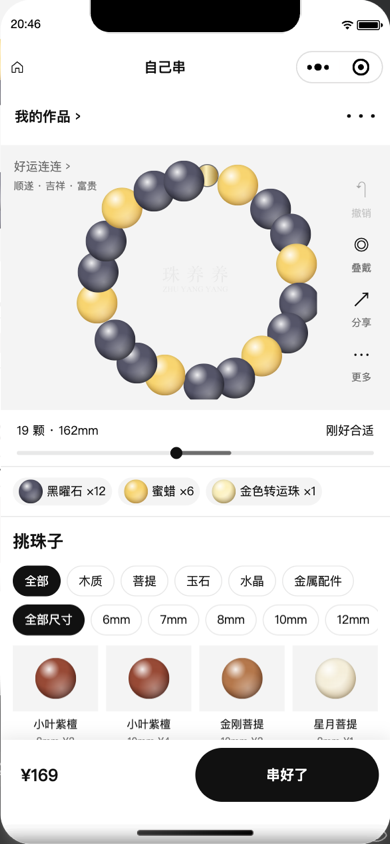 20:46
自己串
我的作品 >
好运连连 >
顺遂 · 吉祥 · 富贵
珠养养
撤销
叠戴
分享
更多
19 颗 · 162mm
刚好合适
黑曜石 ×12
蜜蜡 ×6
金色转运珠 ×1
挑珠子
全部
木质
菩提
玉石
水晶
金属配件
全部尺寸
6mm
7mm
8mm
10mm
12mm
小叶紫檀
小叶紫檀
金刚菩提
星月菩提
¥169
串好了